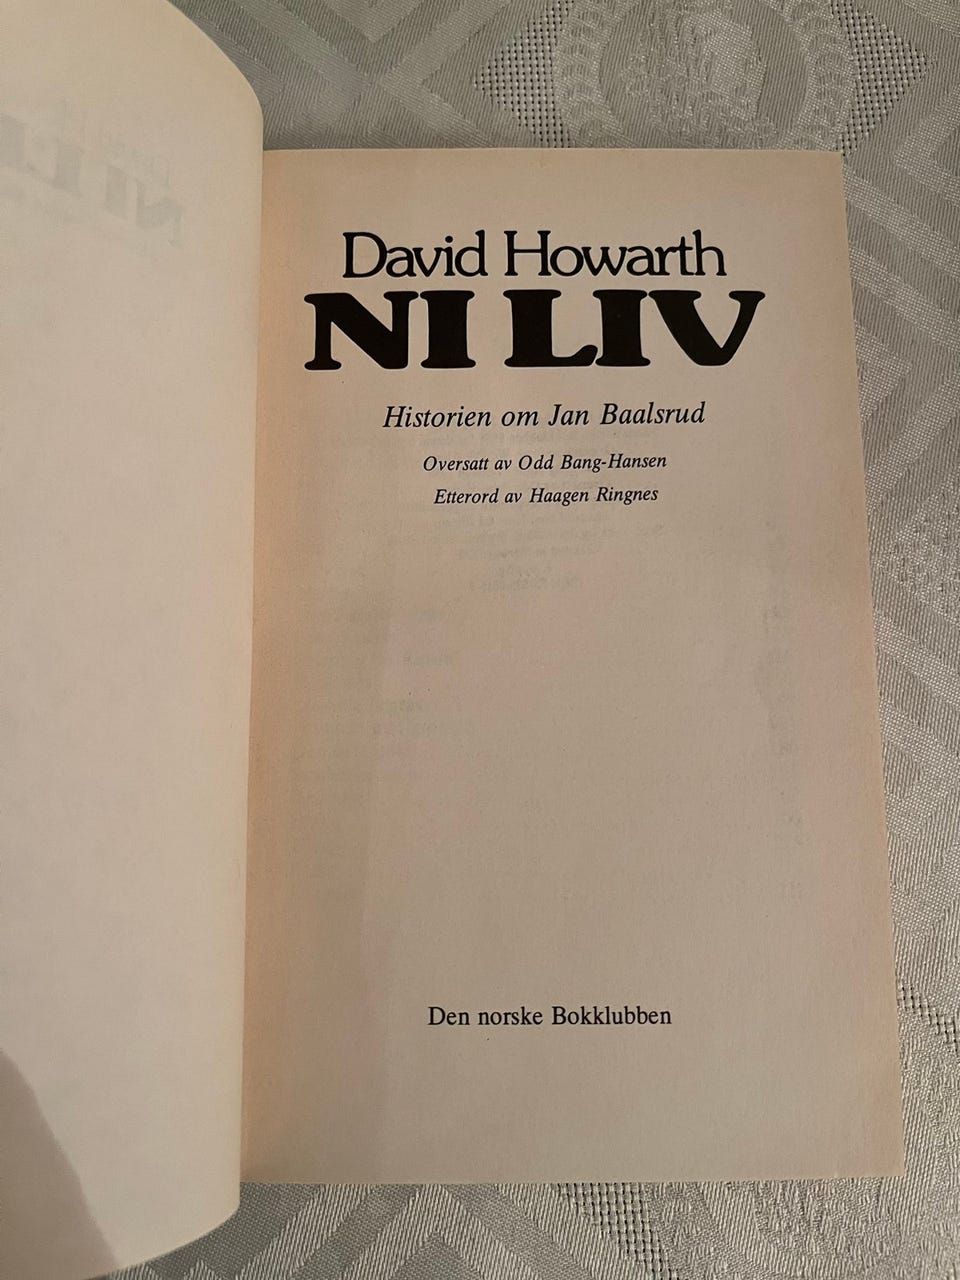 David Howarth
NI LIV
Historien om Jan Baalsrud
Oversatt av Odd Bang-Hansen
Etterord av Haagen Ringnes
Den norske Bokklubben